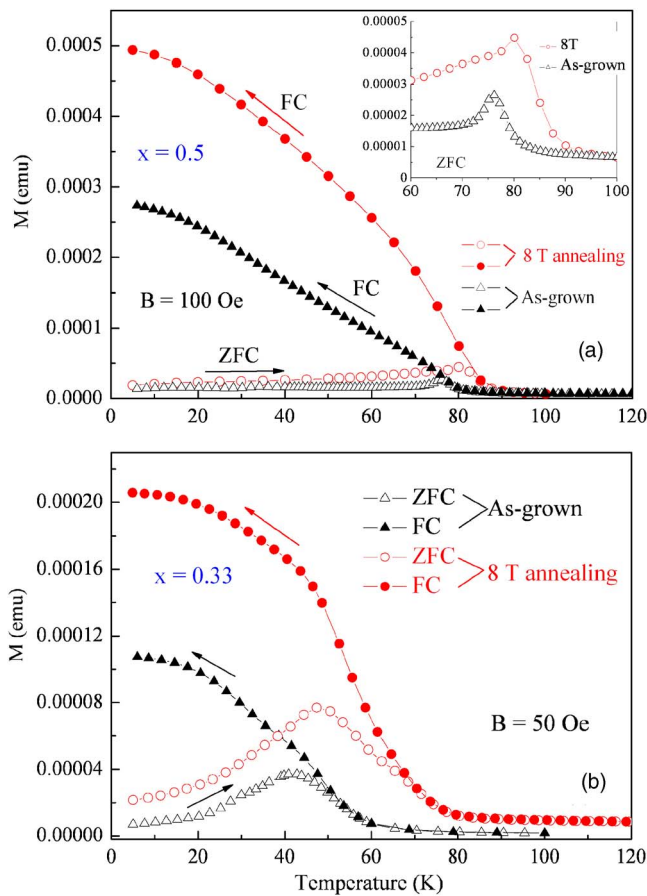 0.0005
0.0004
0.0003
0.0002
0.0001
0.0000
M (emu)
FC
x = 0.5
FC
B = 100 Oe
ZFC
0.00005
0.00004
0.00003
0.00002
0.00001
0
8T
As-grown
ZFC
60 70 80 90 100
8 T annealing
As-grown
(a)
0 20 40 60 80 100 120
0.00020
0.00016
0.00012
0.00008
0.00004
0.00000
M (emu)
x = 0.33
ZFC
FC
As-grown
ZFC
FC
8 T annealing
B = 50 Oe
(b)
0 20 40 60 80 100 120
Temperature (K)